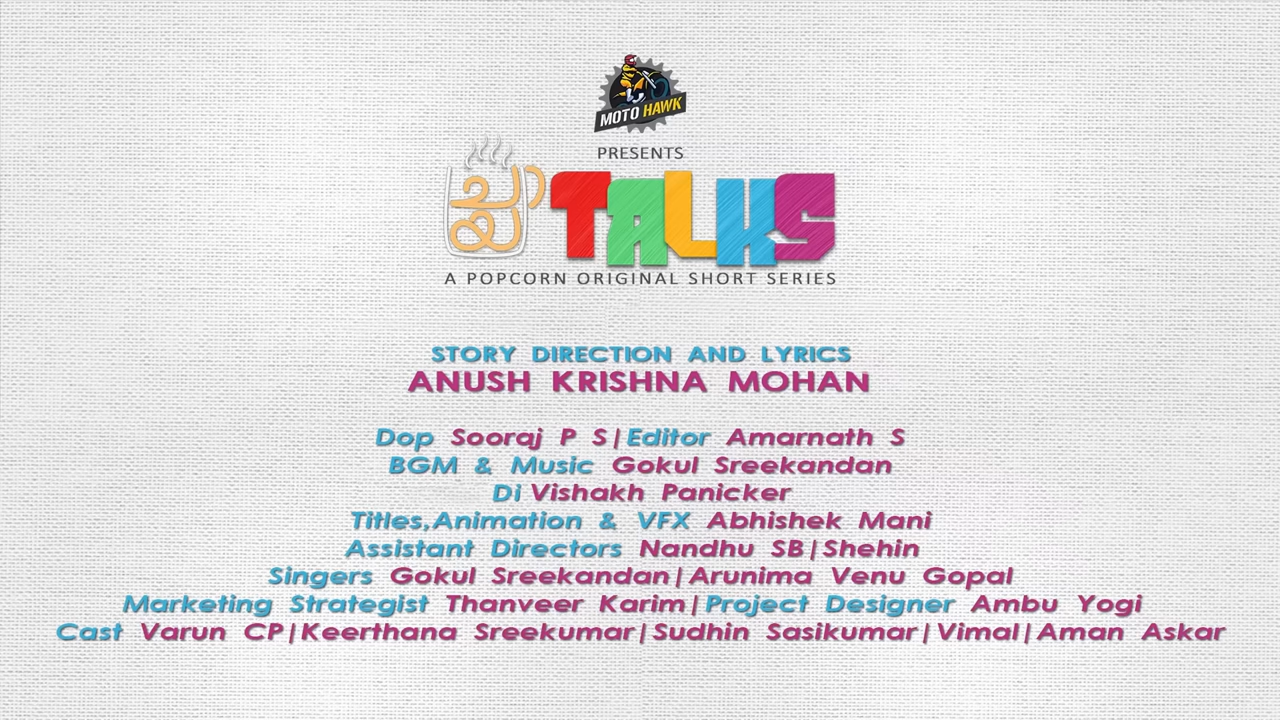 MOTO HAWK
PRESENTS
TALKS
A POPCORN ORIGINAL SHORT SERIES
STORY DIRECTION AND LYRICS
ANUSH KRISHNA MOHAN
Dop Sooraj P S|Editor Amarnath S
BGM & Music Gokul Sreekandan
Di Vishakh Panicker
Titles,Animation & VFX Abhishek Mani
Assistant Directors Nandhu SB|Shehin
Singers Gokul Sreekandan|Arunima Venu Gopal
Marketing Strategist Thanveer Karim|Project Designer Ambu Yogi
Cast Varun CP|Keerthana Sreekumar|Sudhin Sasikumar|Vimal|Aman Askar